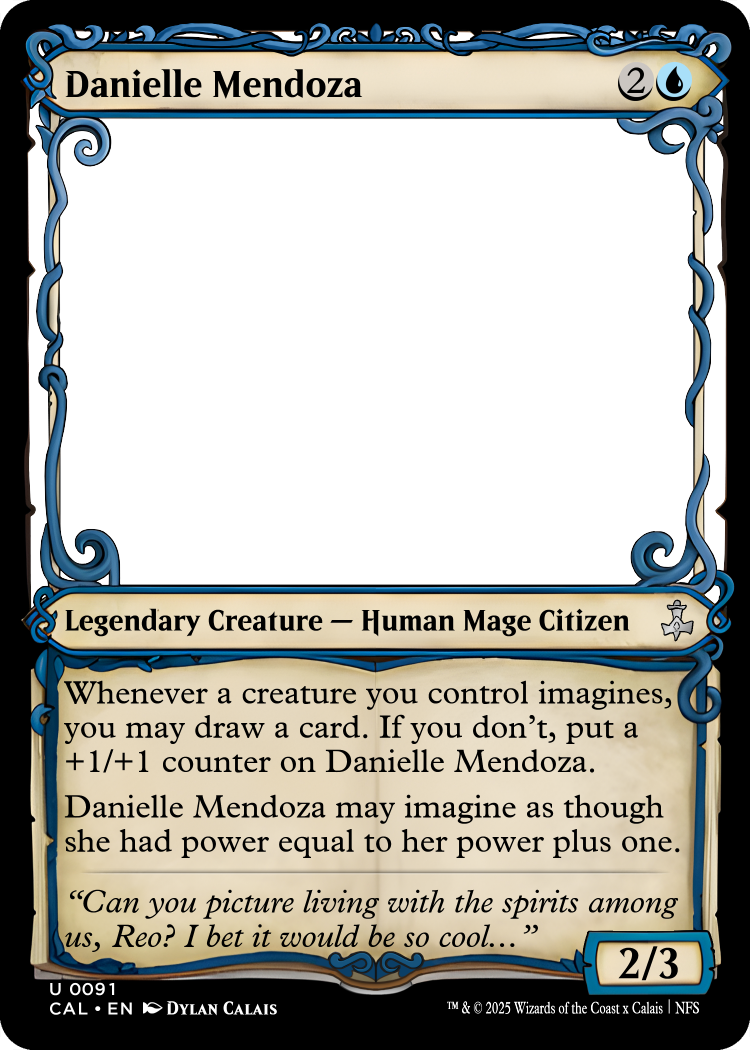 Danielle Mendoza 2
Legendary Creature — Human Mage Citizen
Whenever a creature you control imagines,
you may draw a card. If you don't, put a
+1/+1 counter on Danielle Mendoza.
Danielle Mendoza may imagine as though
she had power equal to her power plus one.
“Can you picture living with the spirits among
us, Reo? I bet it would be so cool…”
2/3
U 0091
CAL • EN DYLAN CALAIS
™ & © 2025 Wizards of the Coast x Calais | NFS